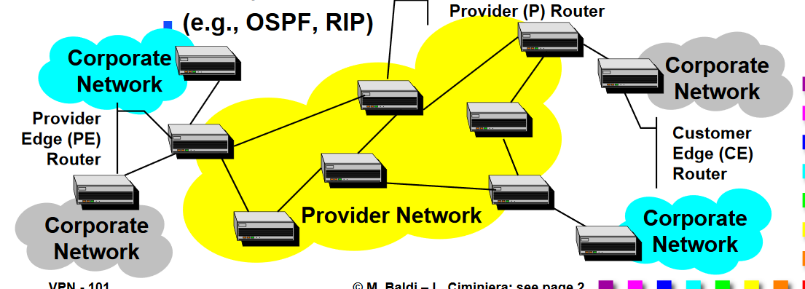 (e.g., OSPF, RIP)
Provider (P) Router
Corporate
Network
Corporate
Network
Provider
Edge (PE)
Router
Customer
Edge (CE)
Router
Provider Network
Corporate
Network
Corporate
Network
VPN - 101
© M. Baldi – L. Ciminiera: see page 2